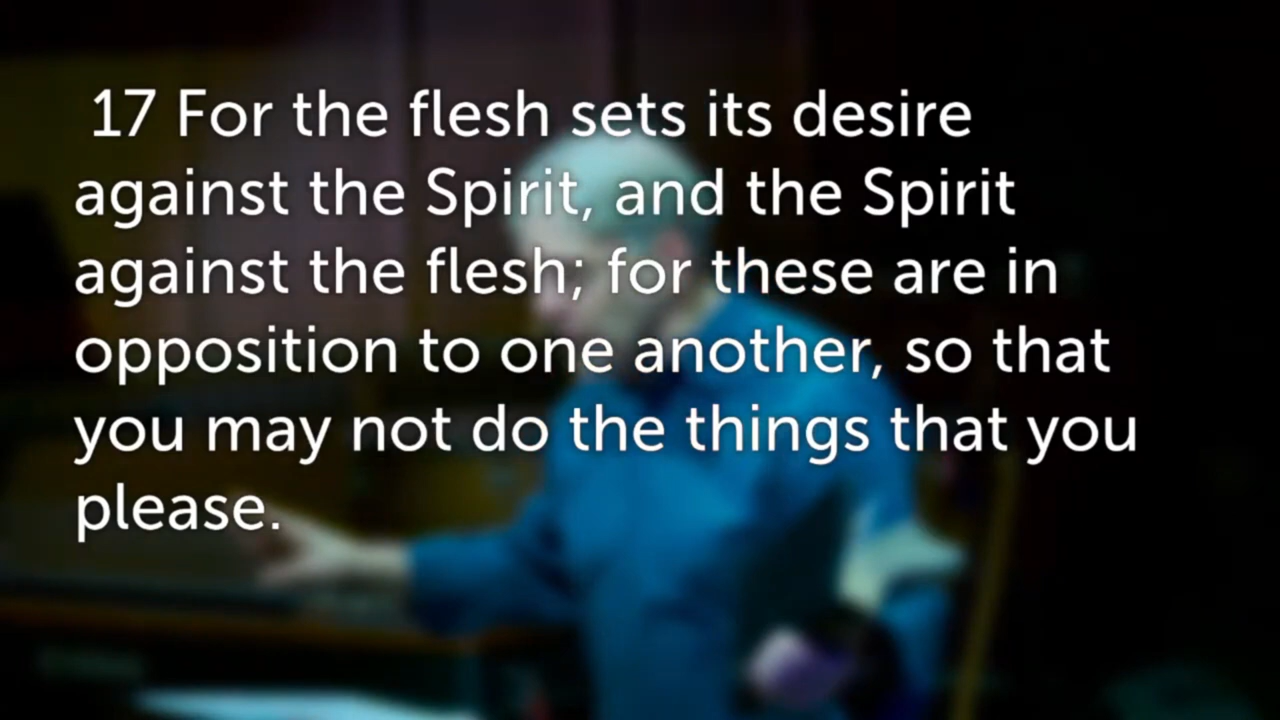 17 For the flesh sets its desire
against the Spirit, and the Spirit
against the flesh; for these are in
opposition to one another, so that
you may not do the things that you
please.